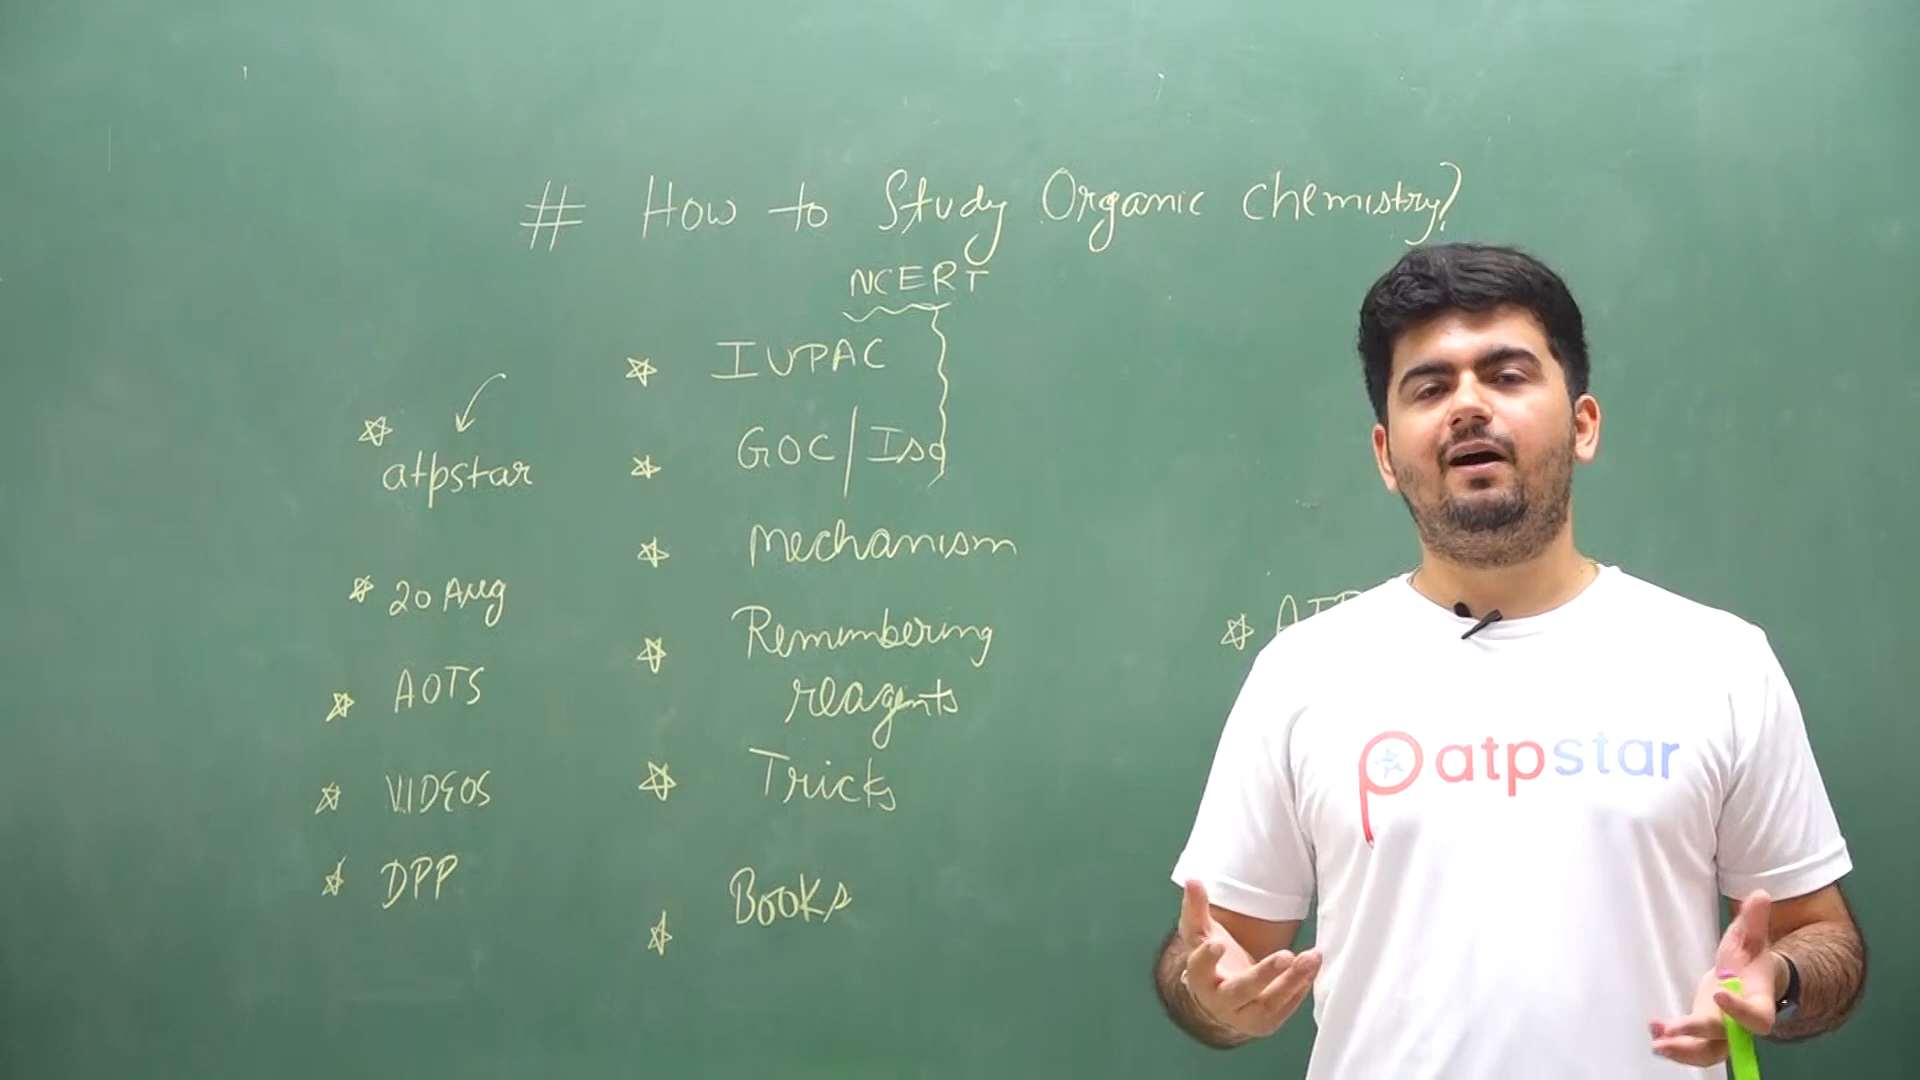 # How to Study Organic Chemistry?
NCERT
IUPAC
GOC/Iso
Mechanism
Remembering
reagents
Tricks
Books
atpstar
20 Aug
AOTS
VIDEOS
DPP
atpstar